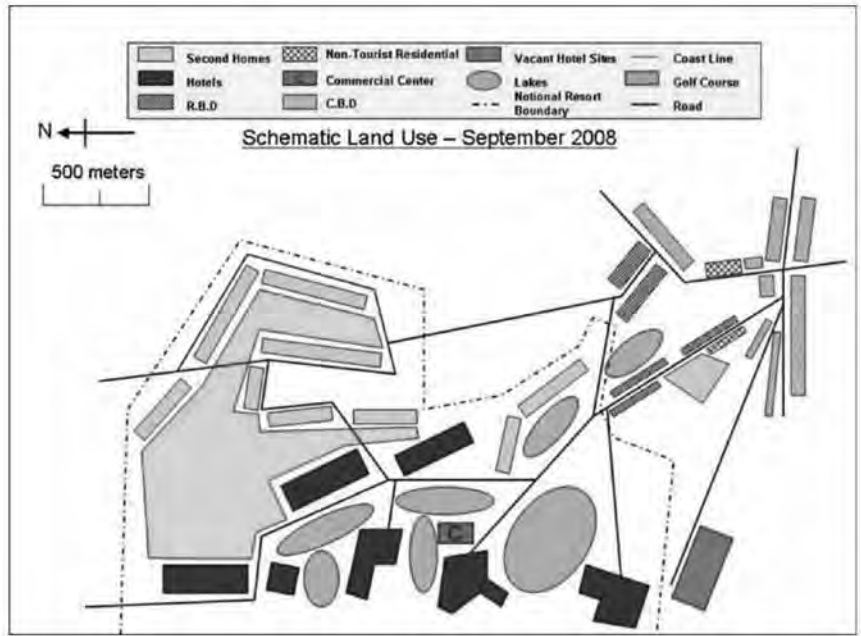 Second Homes
Non-Tourist Residential
Vacant Hotel Sites
Coast Line
Hotels
Commercial Center
Lakes
Golf Course
R.B.D
C.B.D
Notional Resort
Boundary
Road
N
Schematic Land Use – September 2008
500 meters
C